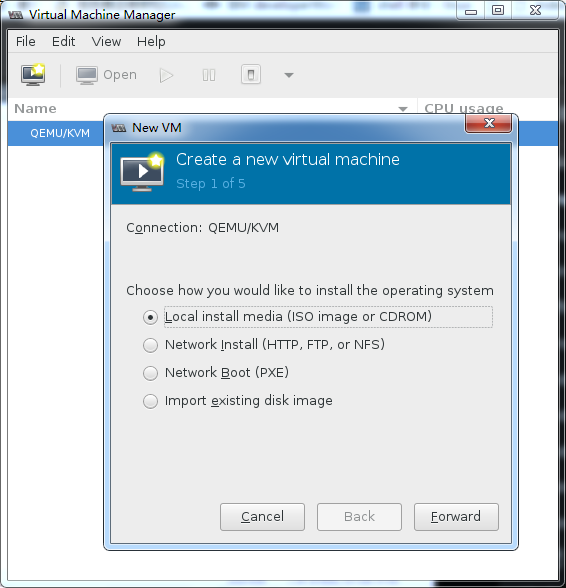 Virtual Machine Manager
File Edit View Help
Open
Name CPU usage
QEMU/KVM
New VM
Create a new virtual machine
Step 1 of 5
Connection: QEMU/KVM
Choose how you would like to install the operating system
Local install media (ISO image or CDROM)
Network Install (HTTP, FTP, or NFS)
Network Boot (PXE)
Import existing disk image
Cancel Back Forward